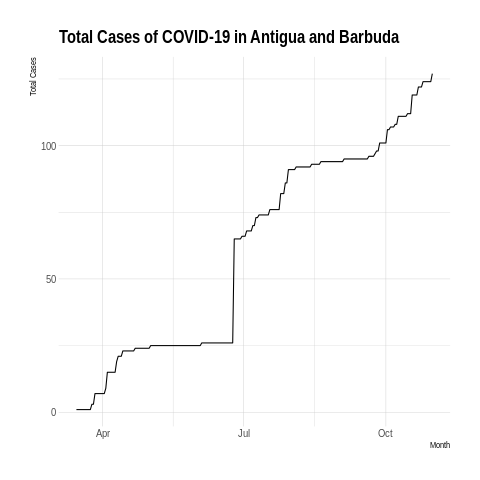 Total Cases of COVID-19 in Antigua and Barbuda
Total Cases
100
50
0
Apr Jul Oct
Month